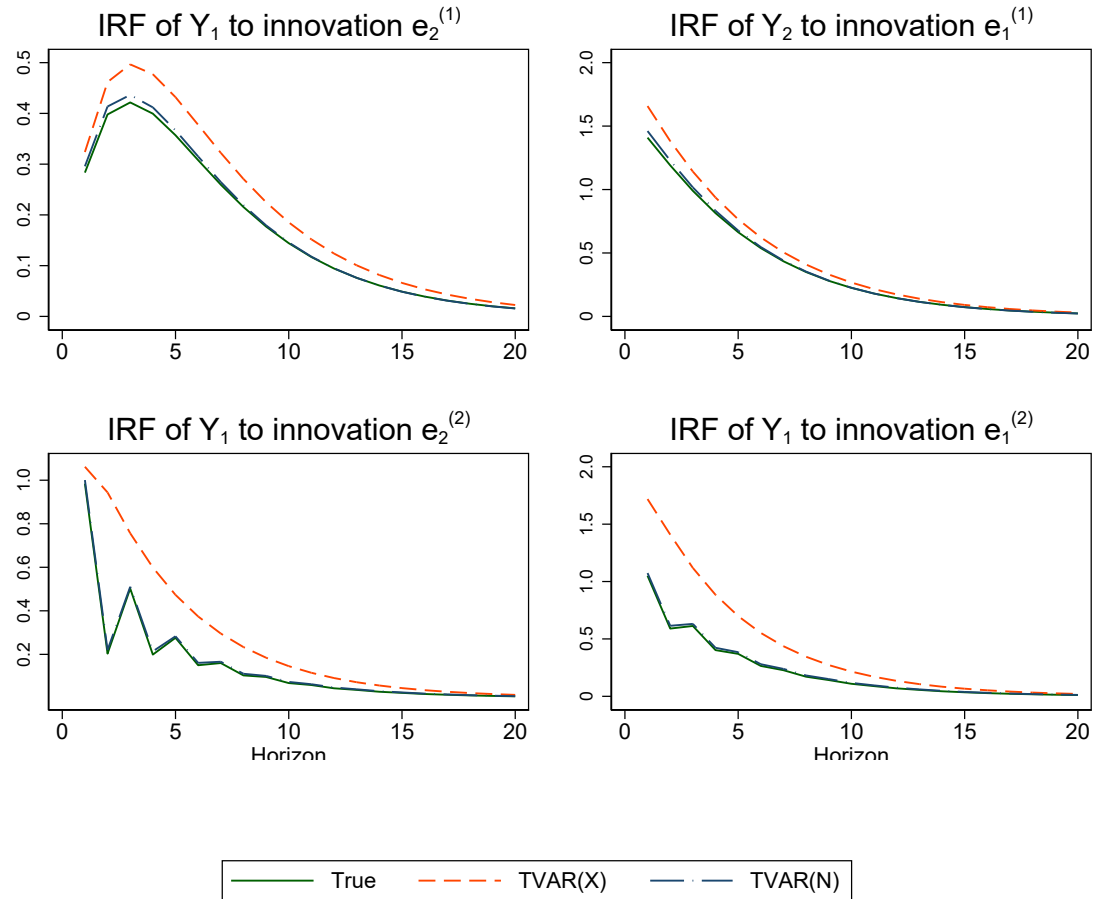 IRF of Y₁ to innovation e₂⁽¹⁾
0.5
0.4
0.3
0.2
0.1
0
0 5 10 15 20
IRF of Y₂ to innovation e₁⁽¹⁾
2.0
1.5
1.0
0.5
0
0 5 10 15 20
IRF of Y₁ to innovation e₂⁽²⁾
1.0
0.8
0.6
0.4
0.2
0 5 10 15 20
Horizon
IRF of Y₁ to innovation e₁⁽²⁾
2.0
1.5
1.0
0.5
0
0 5 10 15 20
Horizon
True TVAR(X) TVAR(N)